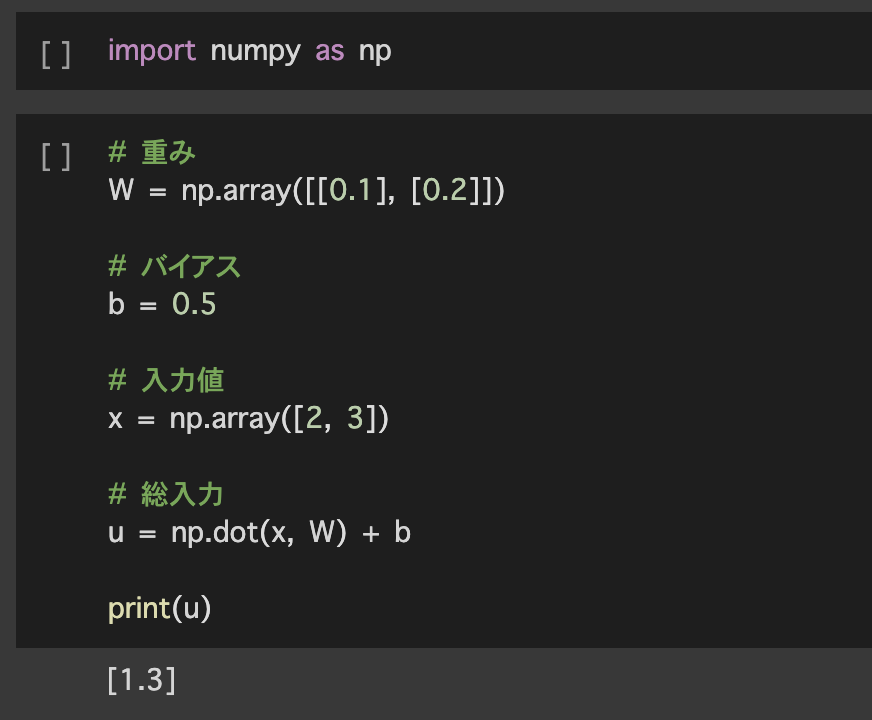 [ ] import numpy as np
[ ] # 重み
W = np.array([[0.1], [0.2]])
# バイアス
b = 0.5
# 入力値
x = np.array([2, 3])
# 総入力
u = np.dot(x, W) + b
print(u)
[1.3]